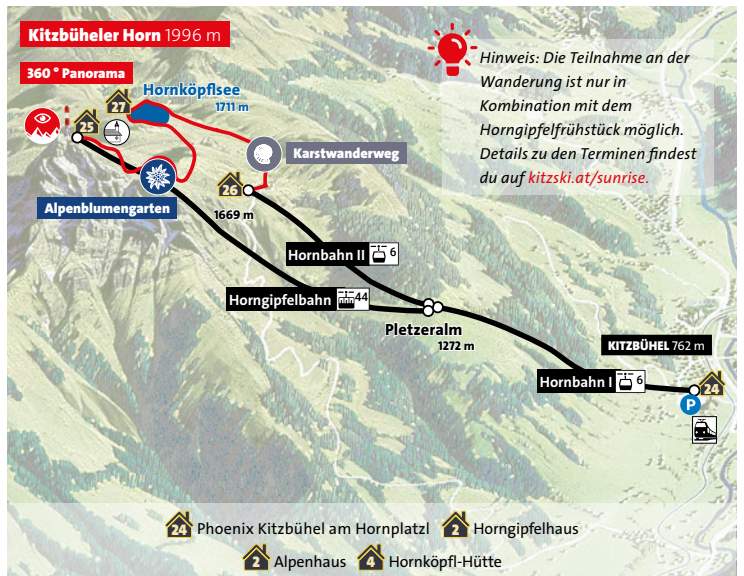 Kitzbüheler Horn 1996 m
360 ° Panorama
Hinweis: Die Teilnahme an der
Wanderung ist nur in
Kombination mit dem
Horngipfelfrühstück möglich.
Details zu den Terminen findest
du auf kitzski.at/sunrise.
27
Hornköpflsee
1711 m
25
Karstwanderweg
Alpenblumengarten
26
1669 m
Hornbahn II 6
Horngipfelbahn 44
Pletzeralm
1272 m
KITZBÜHEL 762 m
Hornbahn I 6
24
P
24 Phoenix Kitzbühel am Hornplatzl 2 Horngipfelhaus
2 Alpenhaus 4 Hornköpfl-Hütte